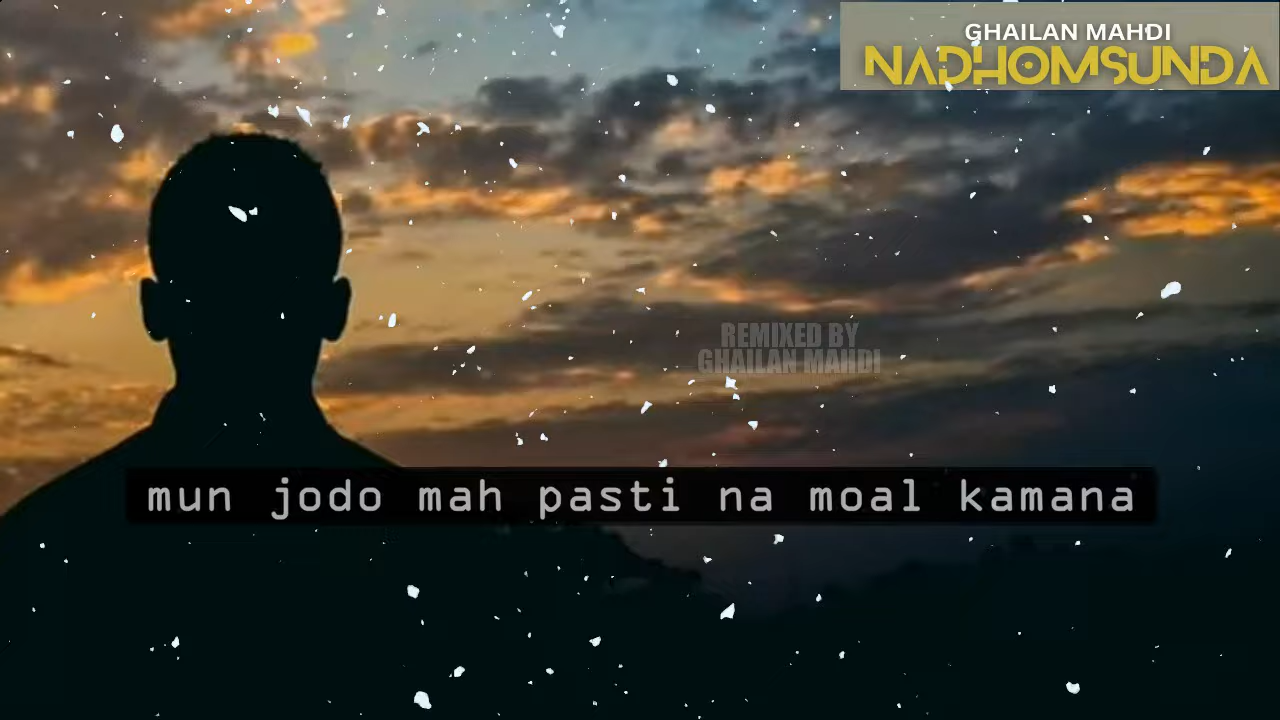 GHAILAN MAHDI
NADHOMSUNDA
REMIXED BY
GHAILAN MAHDI
mun jodo mah pasti na moal kamana